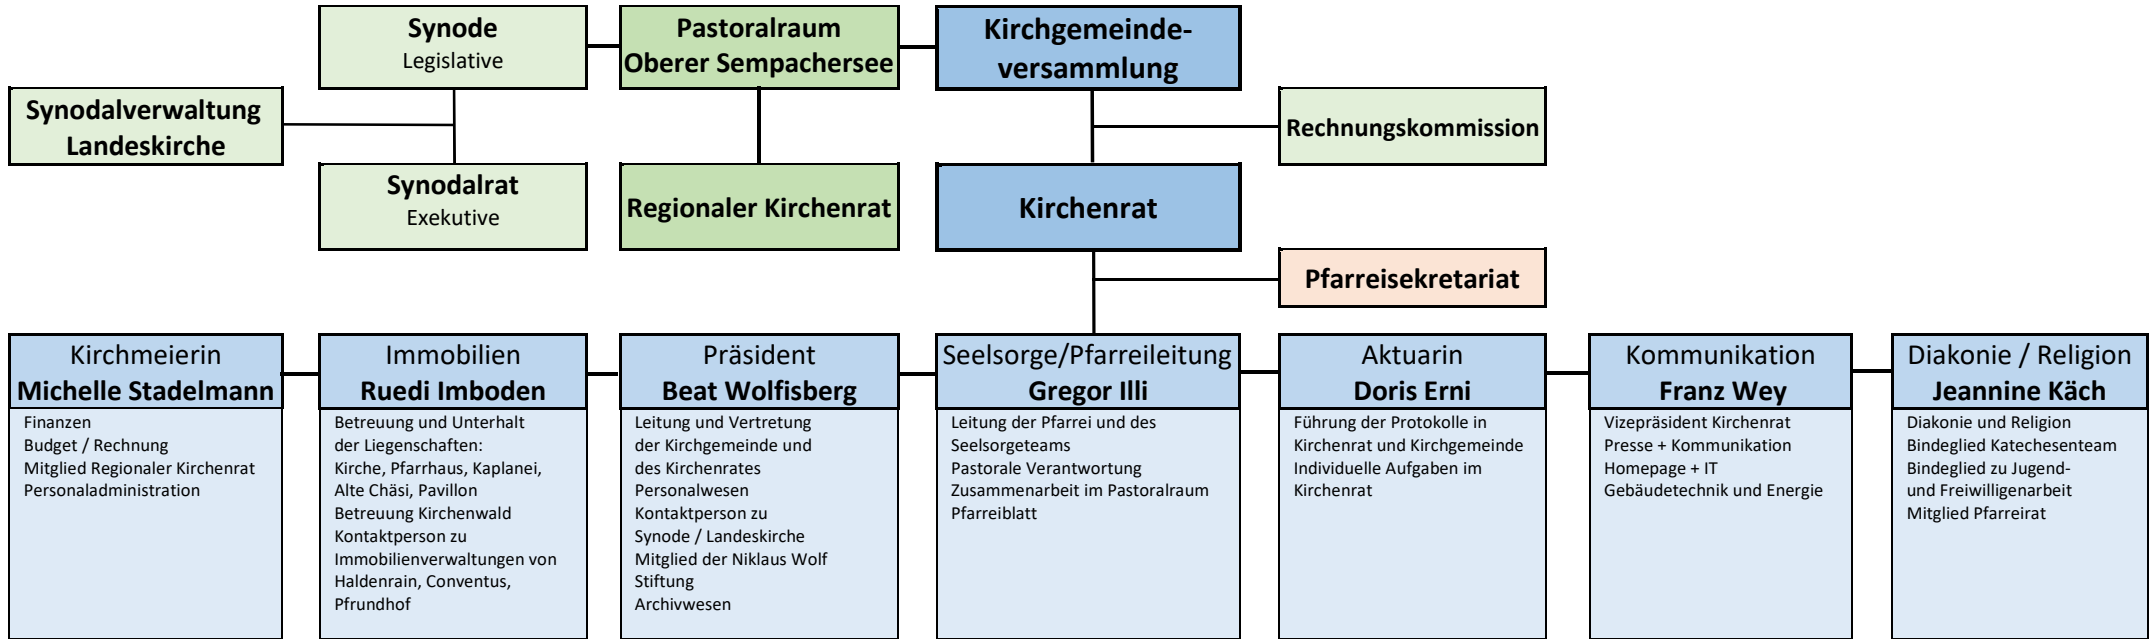 Synode
Legislative
Pastoralraum
Oberer Sempachersee
Kirchgemeinde-
versammlung
Synodalverwaltung
Landeskirche
Rechnungskommission
Synodalrat
Exekutive
Regionaler Kirchenrat
Kirchenrat
Pfarreisekretariat
Kirchmeierin
Michelle Stadelmann
Finanzen
Budget / Rechnung
Mitglied Regionaler Kirchenrat
Personaladministration
Immobilien
Ruedi Imboden
Betreuung und Unterhalt
der Liegenschaften:
Kirche, Pfarrhaus, Kaplanei,
Alte Chäsi, Pavillon
Betreuung Kirchenwald
Kontaktperson zu
Immobilienverwaltungen von
Haldenrain, Conventus,
Pfrundhof
Präsident
Beat Wolfisberg
Leitung und Vertretung
der Kirchgemeinde und
des Kirchenrates
Personalwesen
Kontaktperson zu
Synode / Landeskirche
Mitglied der Niklaus Wolf
Stiftung
Archivwesen
Seelsorge/Pfarreileitung
Gregor Illi
Leitung der Pfarrei und des
Seelsorgeteams
Pastorale Verantwortung
Zusammenarbeit im Pastoralraum
Pfarreiblatt
Aktuarin
Doris Erni
Führung der Protokolle in
Kirchenrat und Kirchgemeinde
Individuelle Aufgaben im
Kirchenrat
Kommunikation
Franz Wey
Vizepräsident Kirchenrat
Presse + Kommunikation
Homepage + IT
Gebäudetechnik und Energie
Diakonie / Religion
Jeannine Käch
Diakonie und Religion
Bindeglied Katechesenteam
Bindeglied zu Jugend-
und Freiwilligenarbeit
Mitglied Pfarreirat